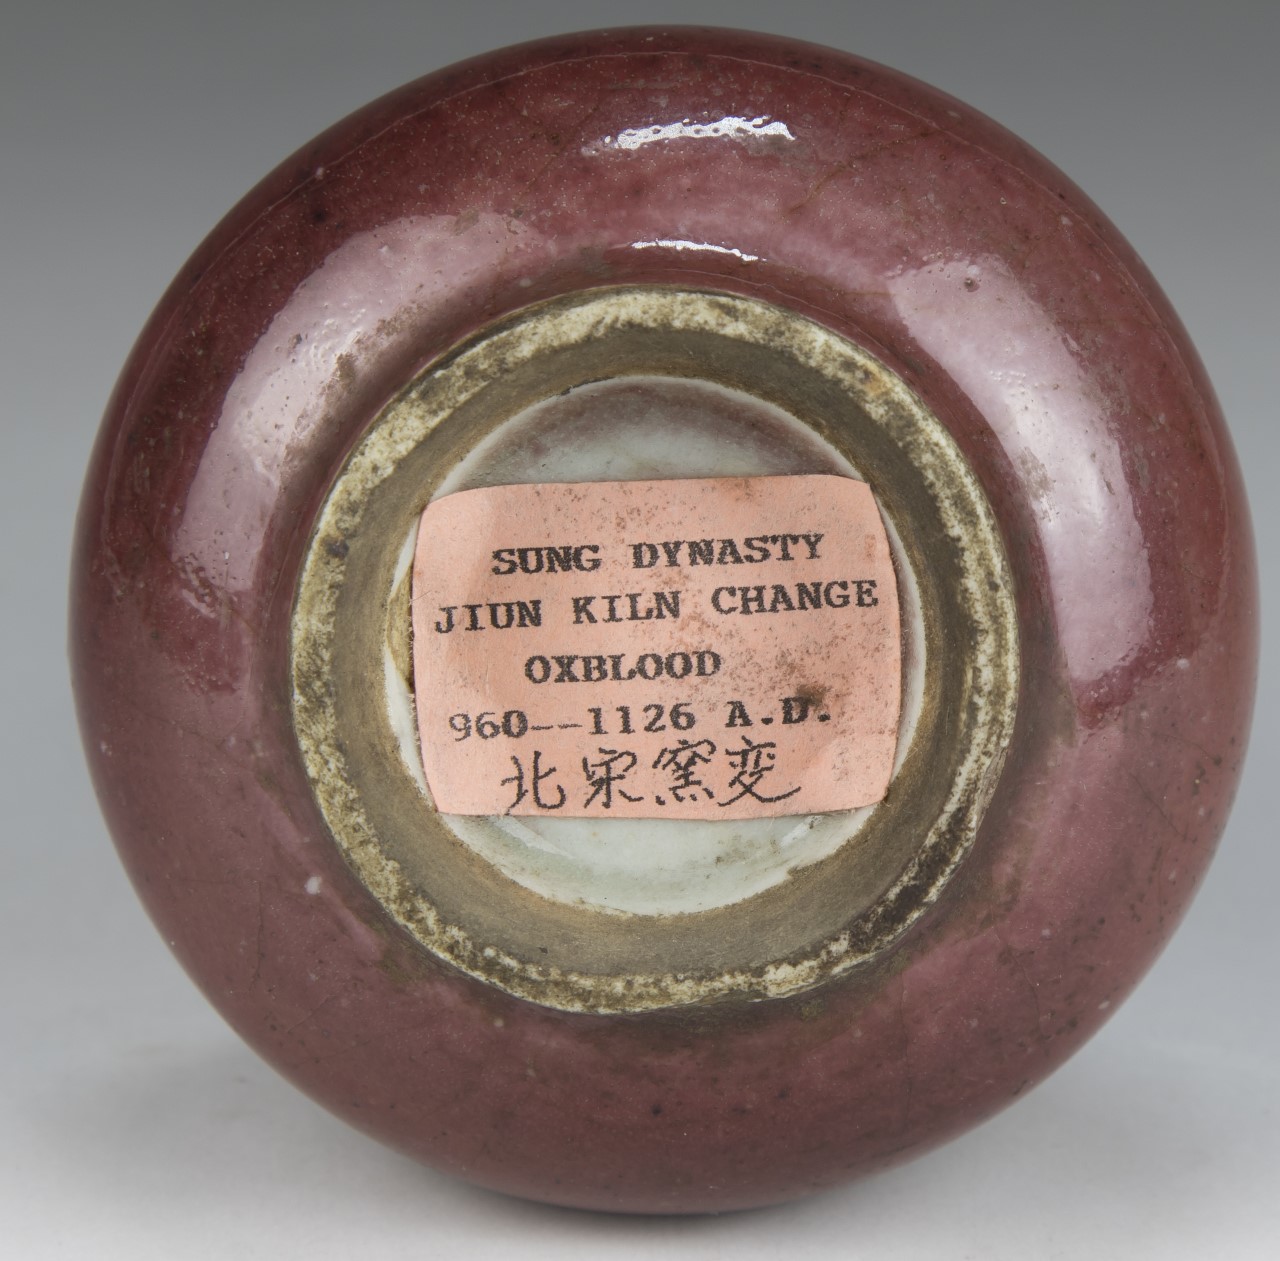 SUNG DYNASTY
JIUN KILN CHANGE
OXBLOOD
960--1126 A.D.
北宋窯变